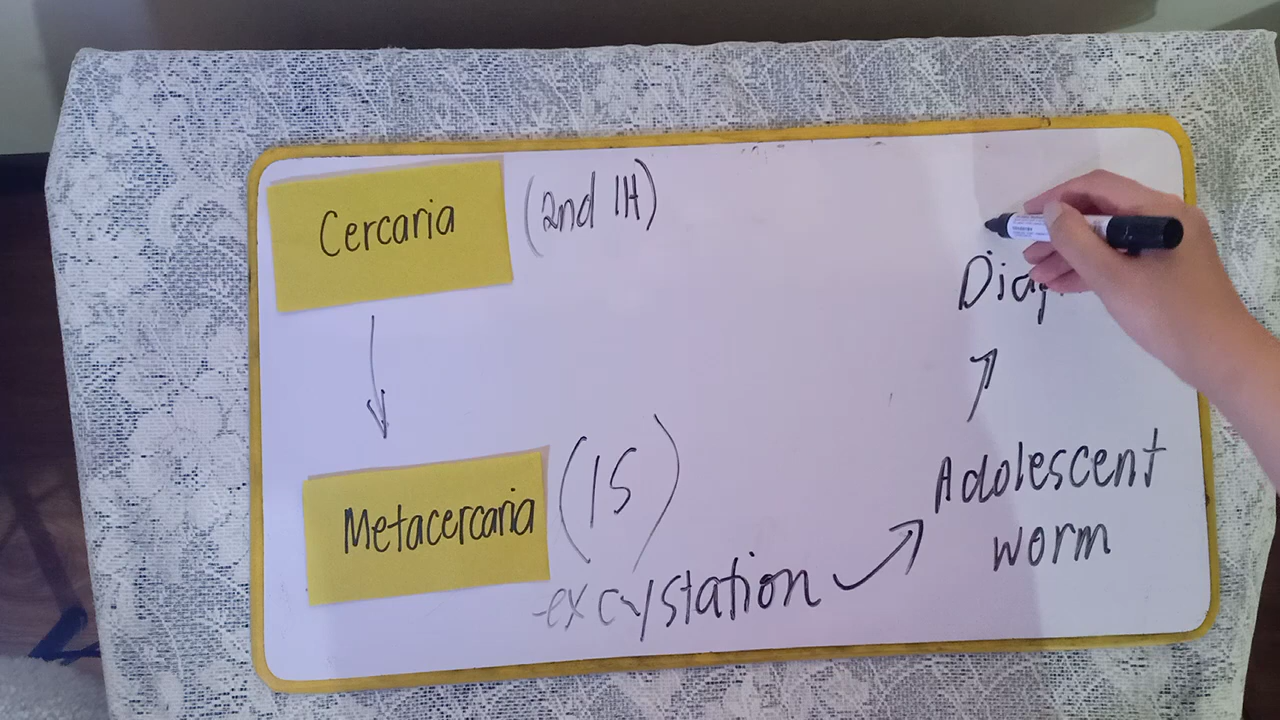 Cercaria (2nd IH)
Metacercaria (IS)
-excystation
Adolescent
worm